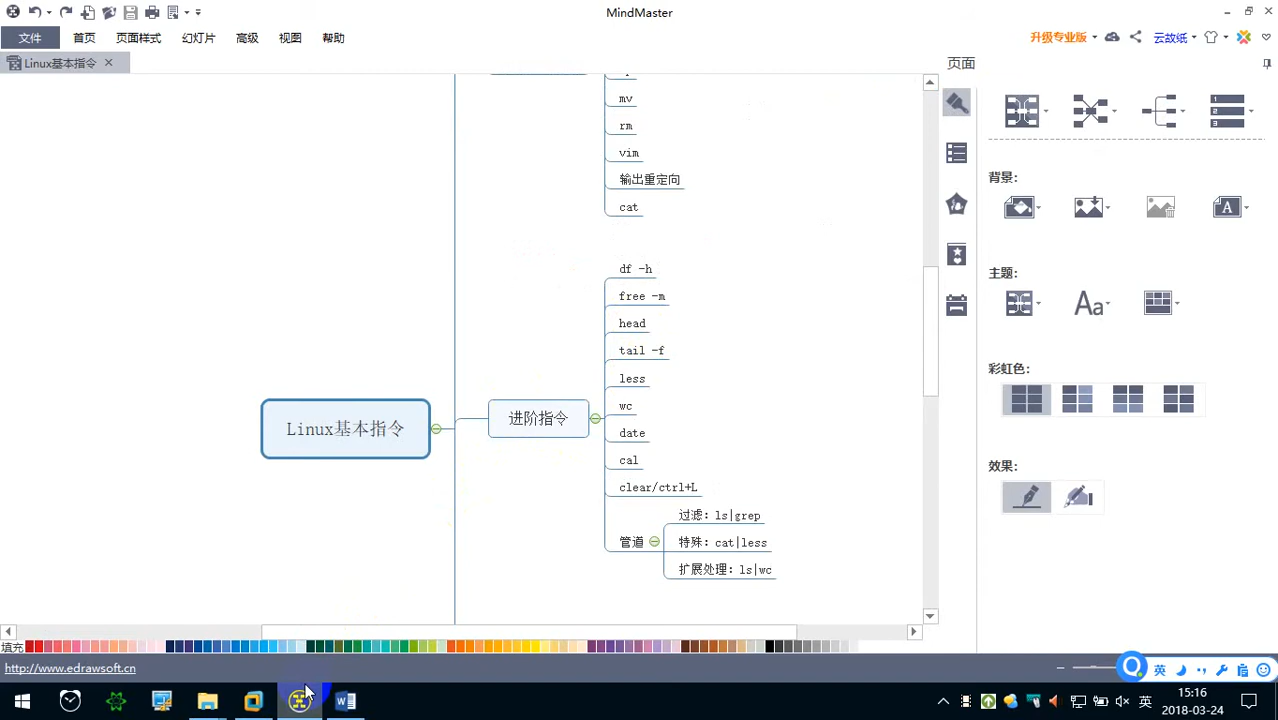 MindMaster
文件 首页 页面样式 幻灯片 高级 视图 帮助
升级专业版 云故纸
Linux基本指令
页面
mv
rm
vim
输出重定向
cat
df -h
free -m
head
tail -f
less
wc
date
cal
clear/ctrl+L
管道
过滤：ls|grep
特殊：cat|less
扩展处理：ls|wc
进阶指令
Linux基本指令
背景:
主题:
Aa
彩虹色:
效果:
填充
http://www.edrawsoft.cn
英
英
15:16
2018-03-24